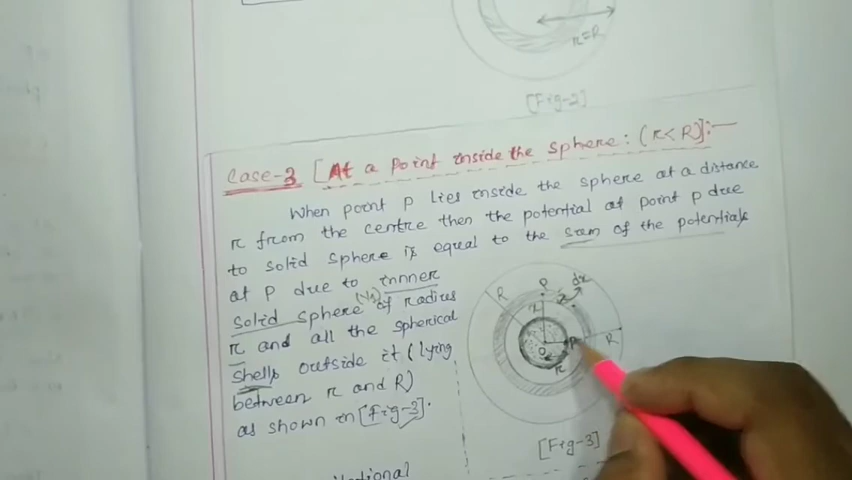 r=R
[Fig-2]
Case-3 [At a point inside the sphere: (r<R]:-
When point P lies inside the sphere at a distance
r from the centre then the potential at point P due
to solid sphere is equal to the sum of the potentials
at P due to inner
solid sphere (V₁) of radius
r and all the spherical
shells outside it (lying
between r and R)
as shown in [Fig-3].
R
P
x
x
dx
O
P
r
R
[Fig-3]